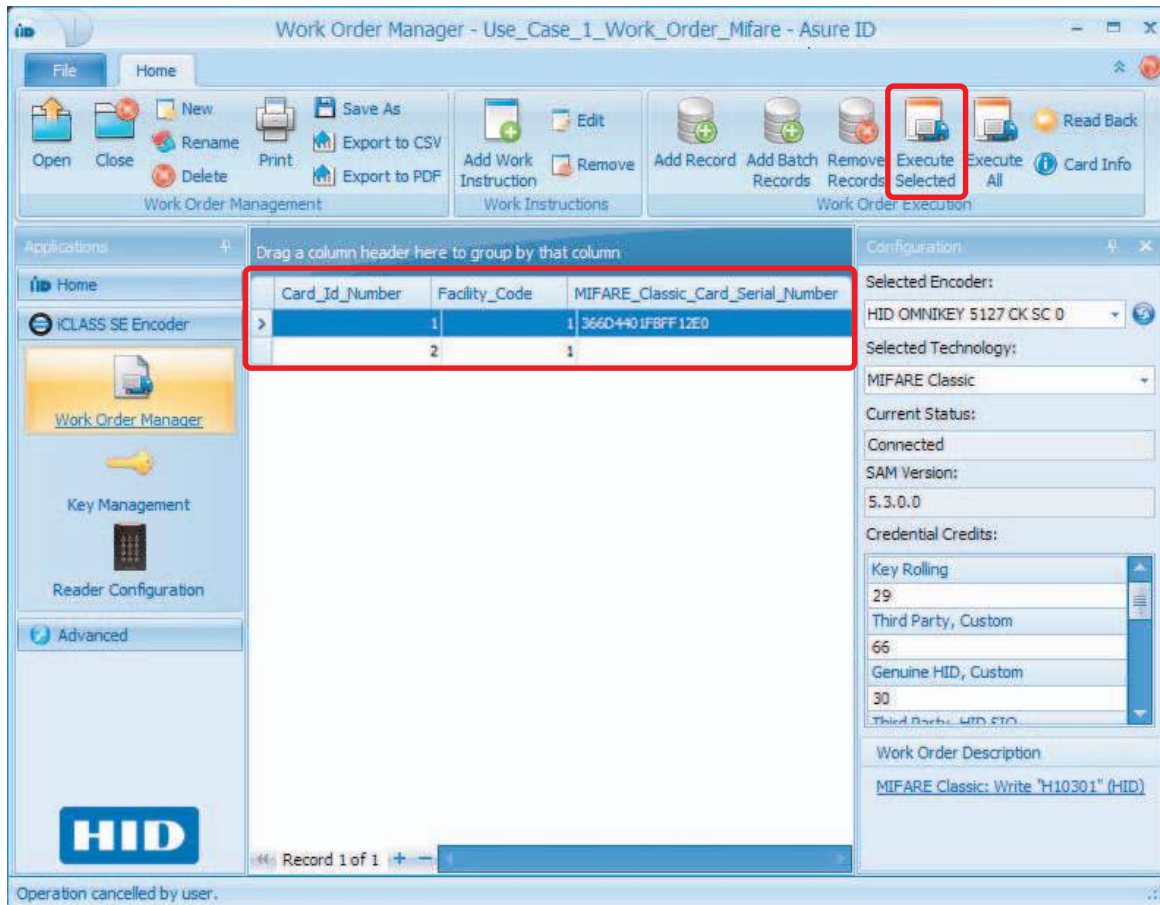 Work Order Manager - Use_Case_1_Work_Order_Mifare - Asure ID
File Home
Open
Close
New
Rename
Delete
Print
Save As
Export to CSV
Export to PDF
Work Order Management
Add Work Instruction
Edit
Remove
Work Instructions
Add Record
Add Batch Records
Remove Records
Execute Selected
Execute All
Read Back
Card Info
Work Order Execution
Applications
Home
iCLASS SE Encoder
Work Order Manager
Key Management
Reader Configuration
Advanced
HID
Drag a column header here to group by that column
Card_Id_Number Facility_Code MIFARE_Classic_Card_Serial_Number
1 1 366D4401FBFF12E0
2 1
Record 1 of 1
Configuration
Selected Encoder:
HID OMNIKEY 5127 CK SC 0
Selected Technology:
MIFARE Classic
Current Status:
Connected
SAM Version:
5.3.0.0
Credential Credits:
Key Rolling
29
Third Party, Custom
66
Genuine HID, Custom
30
Third Party, HID SIO
Work Order Description
MIFARE Classic: Write "H10301" (HID)
Operation cancelled by user.